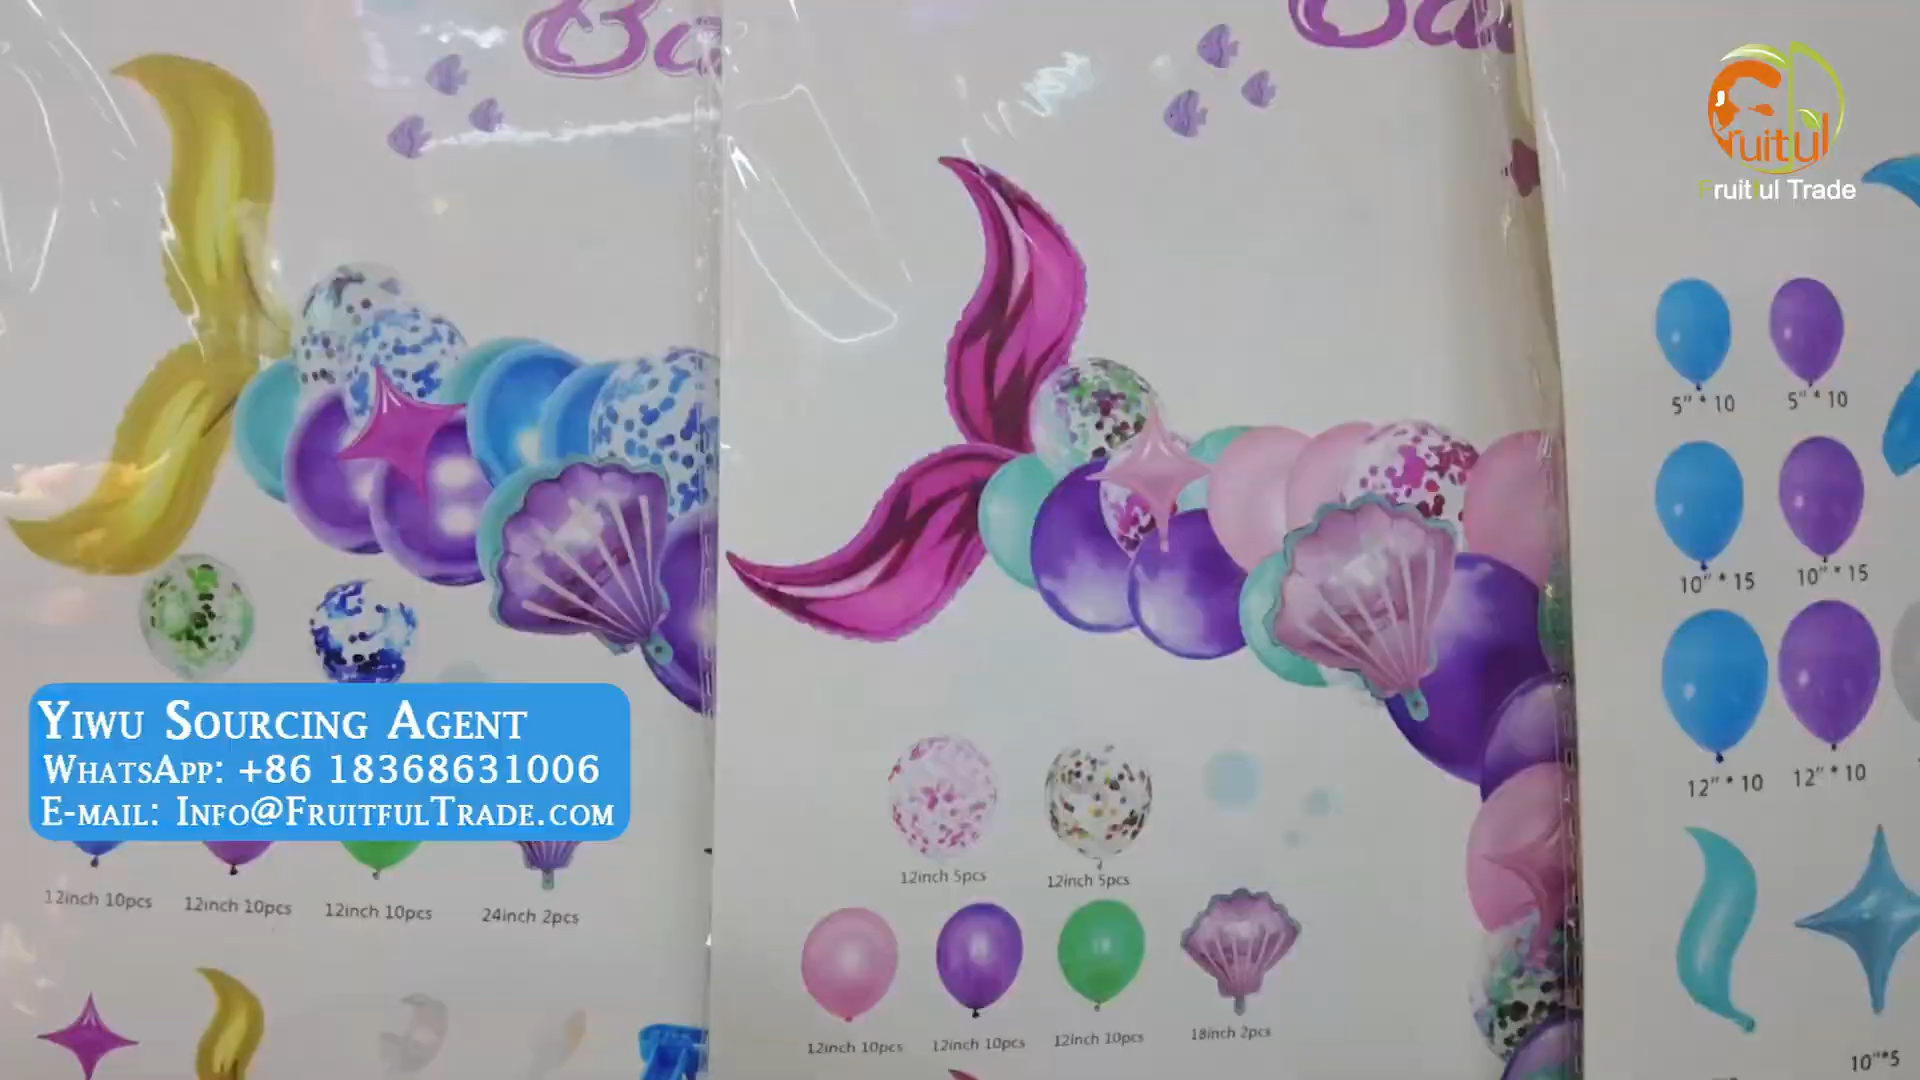 Ba
Ba
Fruitful
Fruitful Trade
5" * 10
5" * 10
10" * 15
10" * 15
12" * 10
12" * 10
Yiwu Sourcing Agent
WhatsApp: +86 18368631006
E-mail: Info@FruitfulTrade.com
12inch 10pcs
12inch 10pcs
12inch 10pcs
24inch 2pcs
12inch 5pcs
12inch 5pcs
12inch 10pcs
12inch 10pcs
12inch 10pcs
18inch 2pcs
10"*5